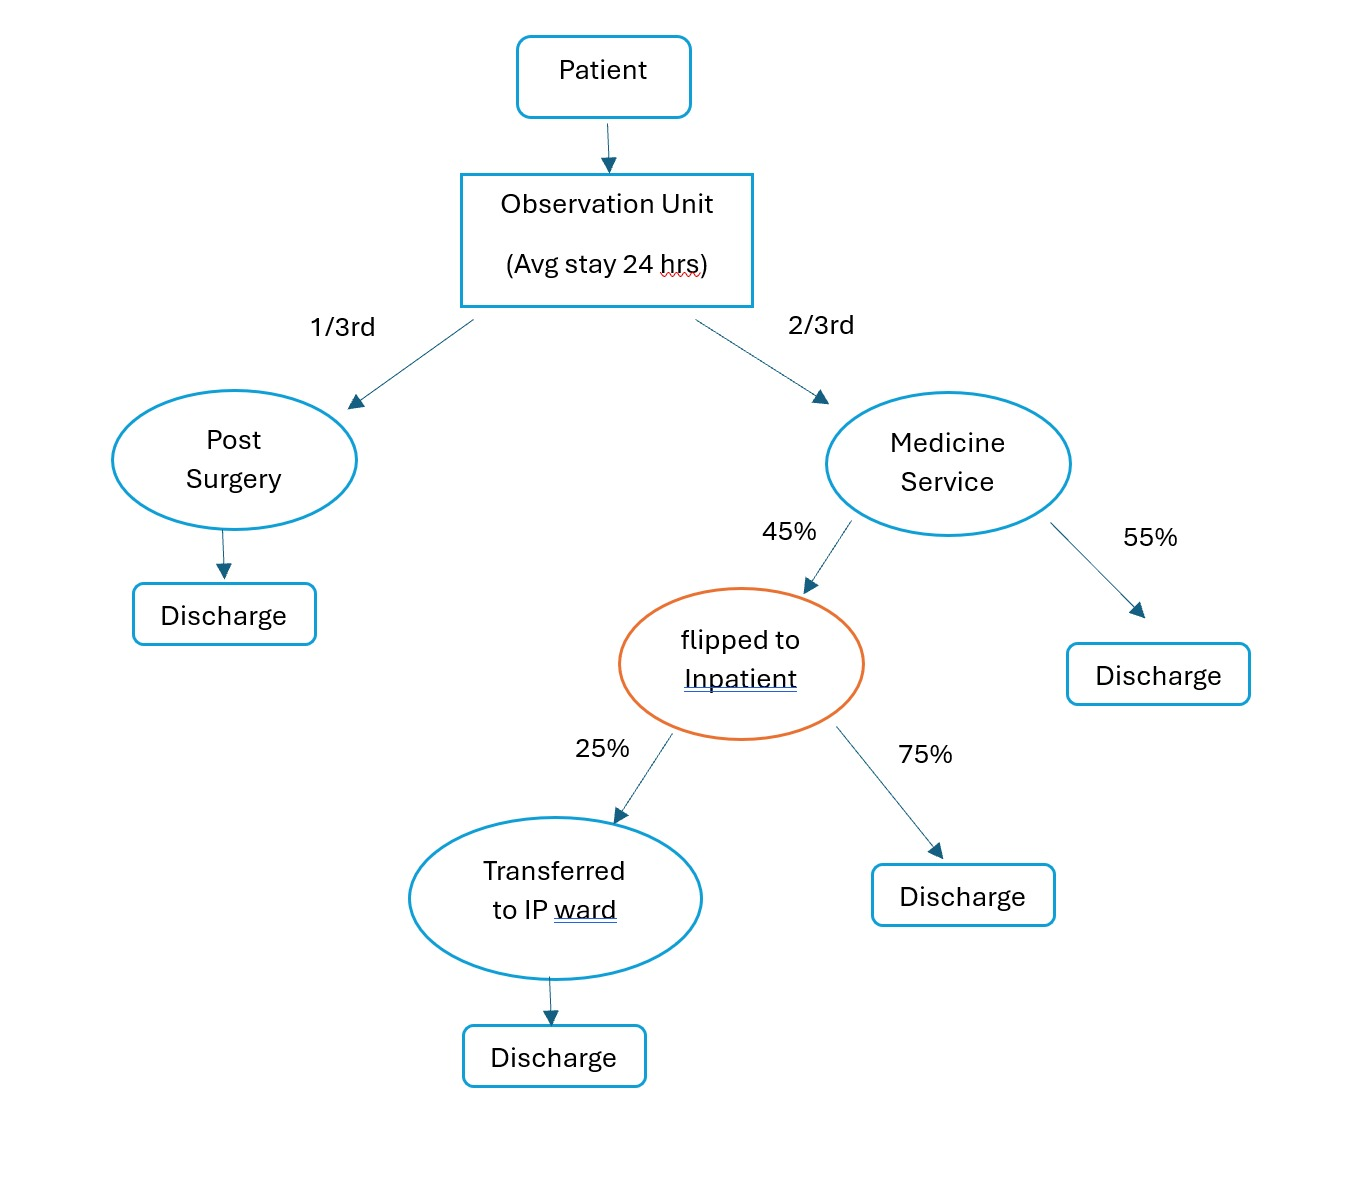 Patient
Observation Unit
(Avg stay 24 hrs)
1/3rd
2/3rd
Post
Surgery
Medicine
Service
45%
55%
Discharge
flipped to
Inpatient
Discharge
25%
75%
Transferred
to IP ward
Discharge
Discharge